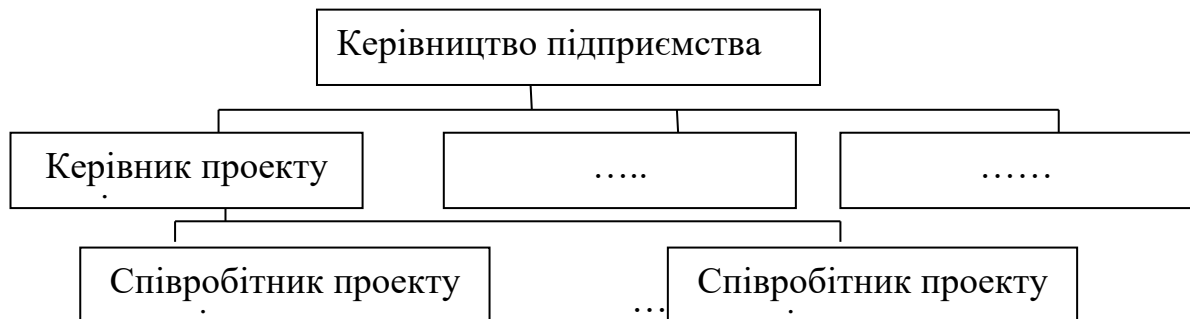 Керівництво підприємства
Керівник проекту
…..
……
Співробітник проекту
…
Співробітник проекту